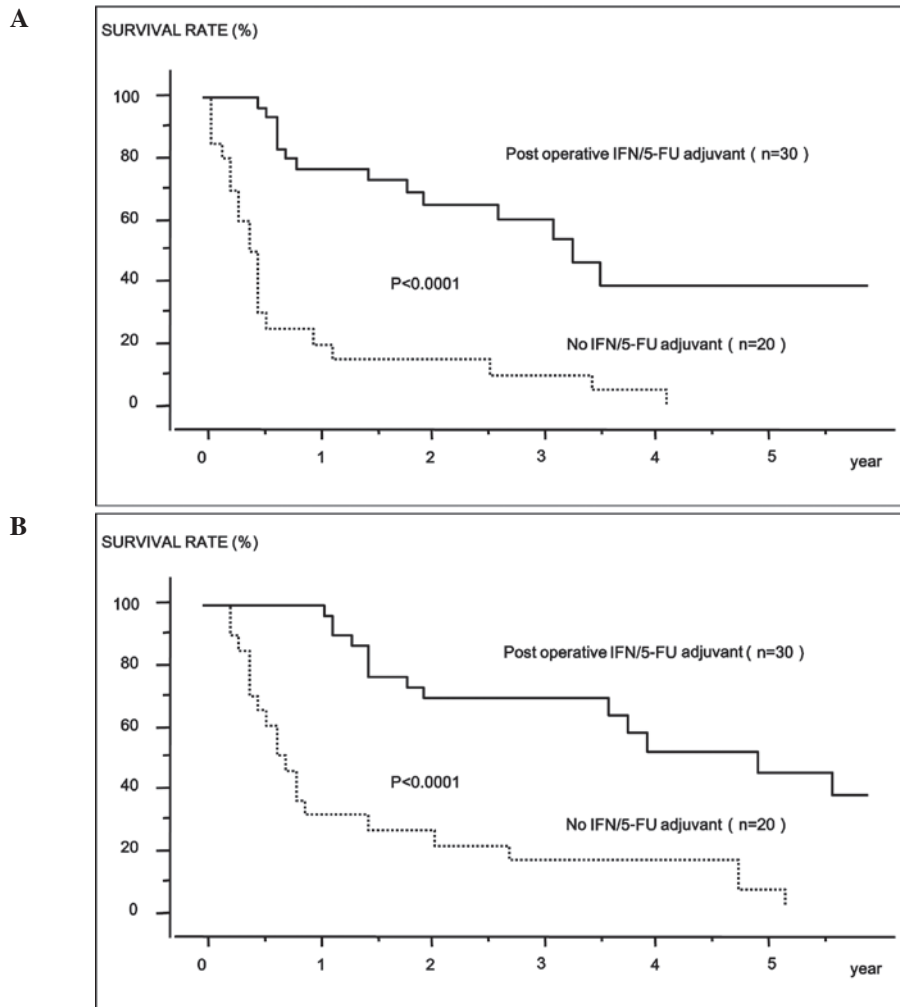 A
SURVIVAL RATE (%)
100
80
60
40
20
0
Post operative IFN/5-FU adjuvant ( n=30 )
P<0.0001
No IFN/5-FU adjuvant ( n=20 )
0 1 2 3 4 5 year
B
SURVIVAL RATE (%)
100
80
60
40
20
0
Post operative IFN/5-FU adjuvant ( n=30 )
P<0.0001
No IFN/5-FU adjuvant ( n=20 )
0 1 2 3 4 5 year